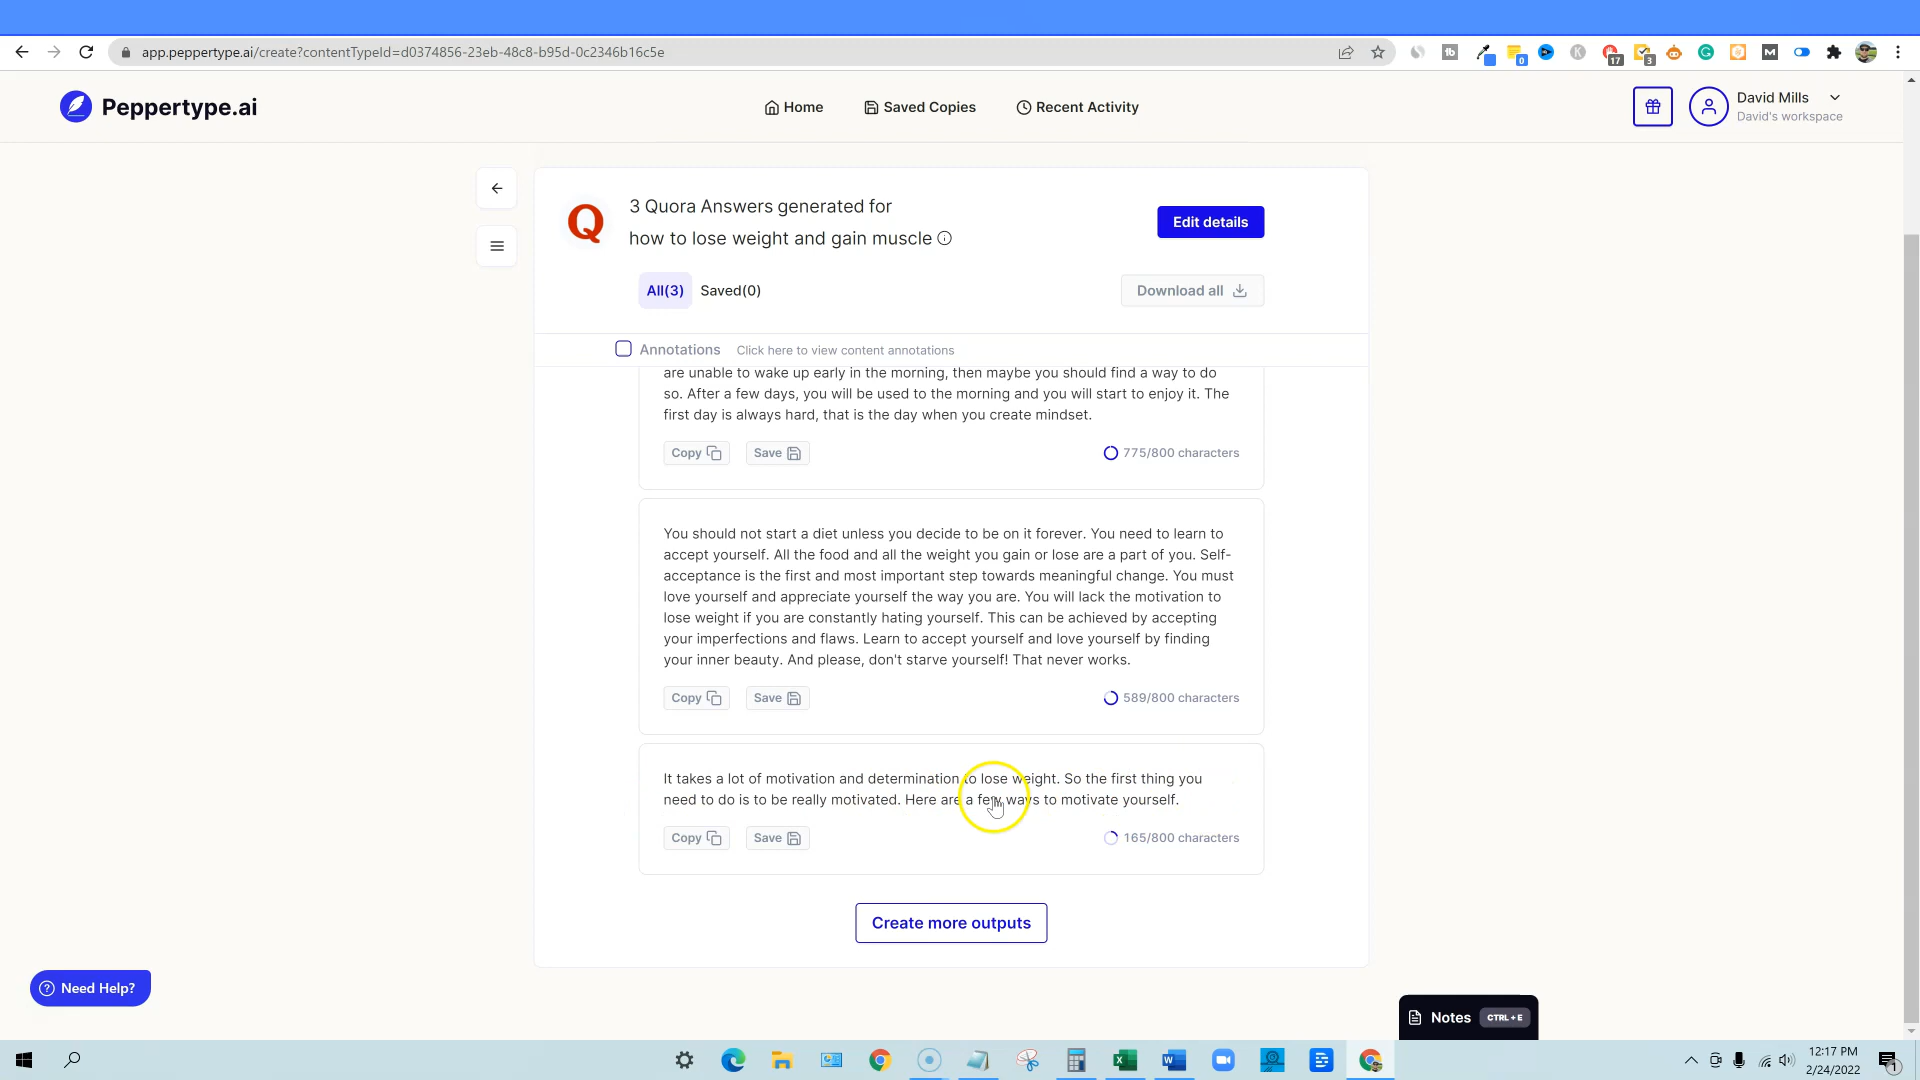 app.peppertype.ai/create?contentTypeId=d0374856-23eb-48c8-b95d-0c2346b16c5e
tb
0
K
17
3
G
M
Peppertype.ai
Home
Saved Copies
Recent Activity
David Mills
David's workspace
Q
3 Quora Answers generated for
how to lose weight and gain muscle
Edit details
All(3)
Saved(0)
Download all
Annotations
Click here to view content annotations
are unable to wake up early in the morning, then maybe you should find a way to do
so. After a few days, you will be used to the morning and you will start to enjoy it. The
first day is always hard, that is the day when you create mindset.
Copy
Save
775/800 characters
You should not start a diet unless you decide to be on it forever. You need to learn to
accept yourself. All the food and all the weight you gain or lose are a part of you. Self-
acceptance is the first and most important step towards meaningful change. You must
love yourself and appreciate yourself the way you are. You will lack the motivation to
lose weight if you are constantly hating yourself. This can be achieved by accepting
your imperfections and flaws. Learn to accept yourself and love yourself by finding
your inner beauty. And please, don't starve yourself! That never works.
Copy
Save
589/800 characters
It takes a lot of motivation and determination to lose weight. So the first thing you
need to do is to be really motivated. Here are a few ways to motivate yourself.
Copy
Save
165/800 characters
Create more outputs
? Need Help?
Notes CTRL+E
12:17 PM
2/24/2022
1